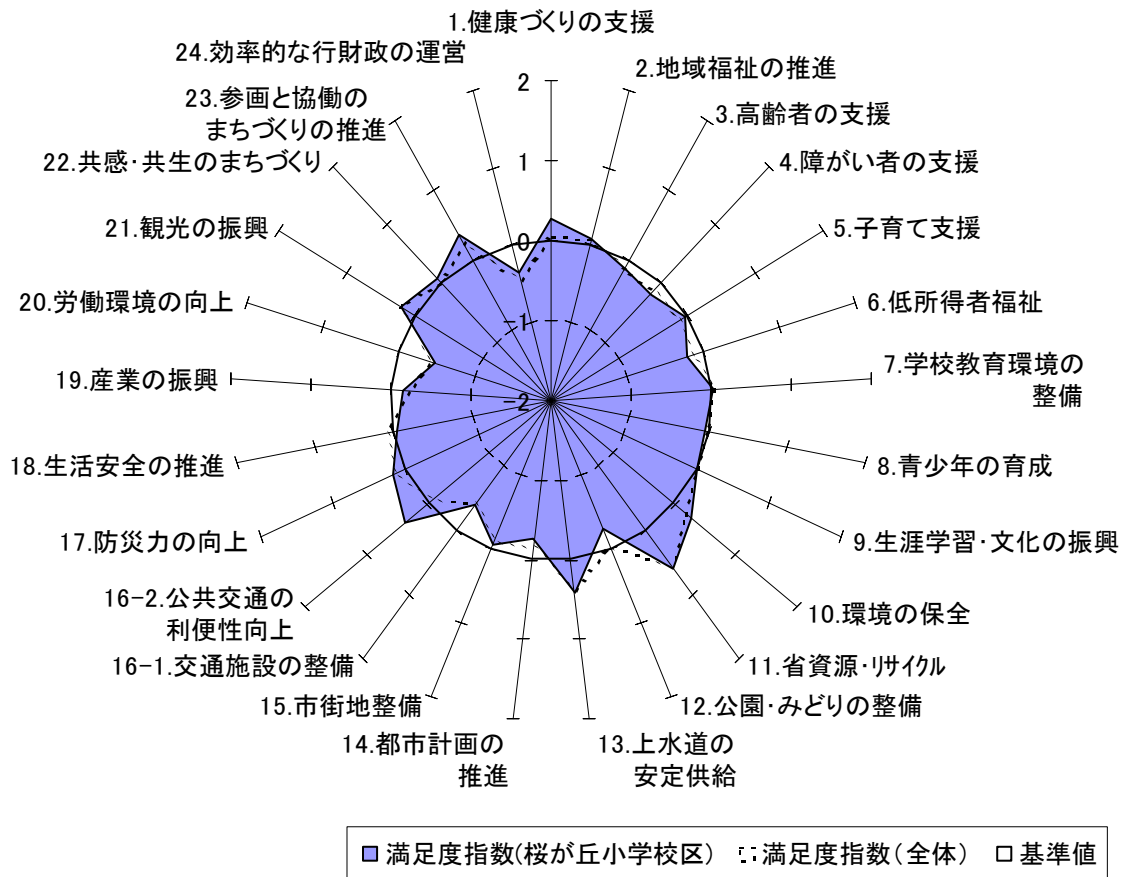 1.健康づくりの支援
2.地域福祉の推進
3.高齢者の支援
4.障がい者の支援
5.子育て支援
6.低所得者福祉
7.学校教育環境の
整備
8.青少年の育成
9.生涯学習･文化の振興
10.環境の保全
11.省資源･リサイクル
12.公園･みどりの整備
13.上水道の
安定供給
14.都市計画の
推進
15.市街地整備
16-1.交通施設の整備
16-2.公共交通の
利便性向上
17.防災力の向上
18.生活安全の推進
19.産業の振興
20.労働環境の向上
21.観光の振興
22.共感･共生のまちづくり
23.参画と協働の
まちづくりの推進
24.効率的な行財政の運営
2
1
0
-1
-2
満足度指数(桜が丘小学校区) 満足度指数(全体) 基準値